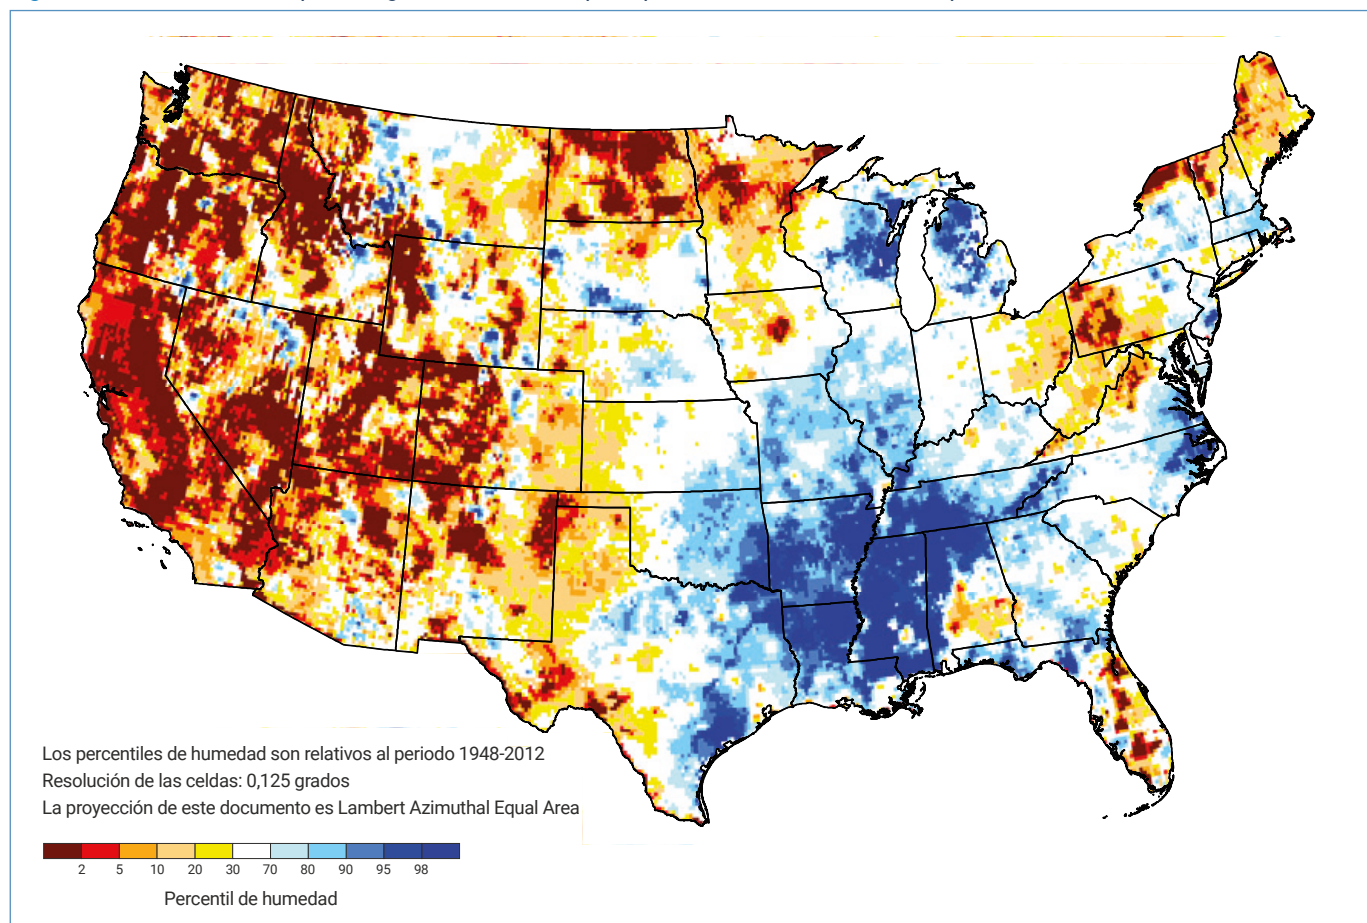 Los percentiles de humedad son relativos al periodo 1948-2012
Resolución de las celdas: 0,125 grados
La proyección de este documento es Lambert Azimuthal Equal Area
2 5 10 20 30 70 80 90 95 98
Percentil de humedad